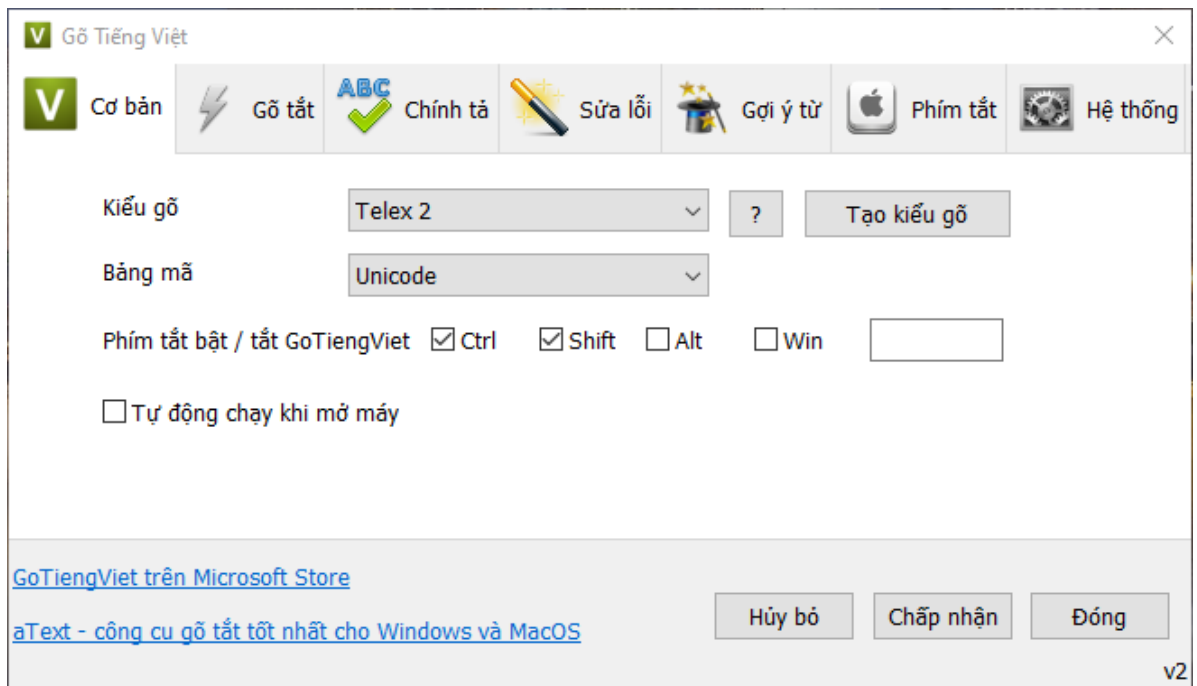 V Gõ Tiếng Việt
V Cơ bản Gõ tắt ABC Chính tả Sửa lỗi Gợi ý từ Phím tắt Hệ thống
Kiểu gõ Telex 2 ? Tạo kiểu gõ
Bảng mã Unicode
Phím tắt bật / tắt GoTiengViet Ctrl Shift Alt Win
Tự động chạy khi mở máy
GoTiengViet trên Microsoft Store
aText - công cu gõ tắt tốt nhất cho Windows và MacOS
Hủy bỏ Chấp nhận Đóng
v2